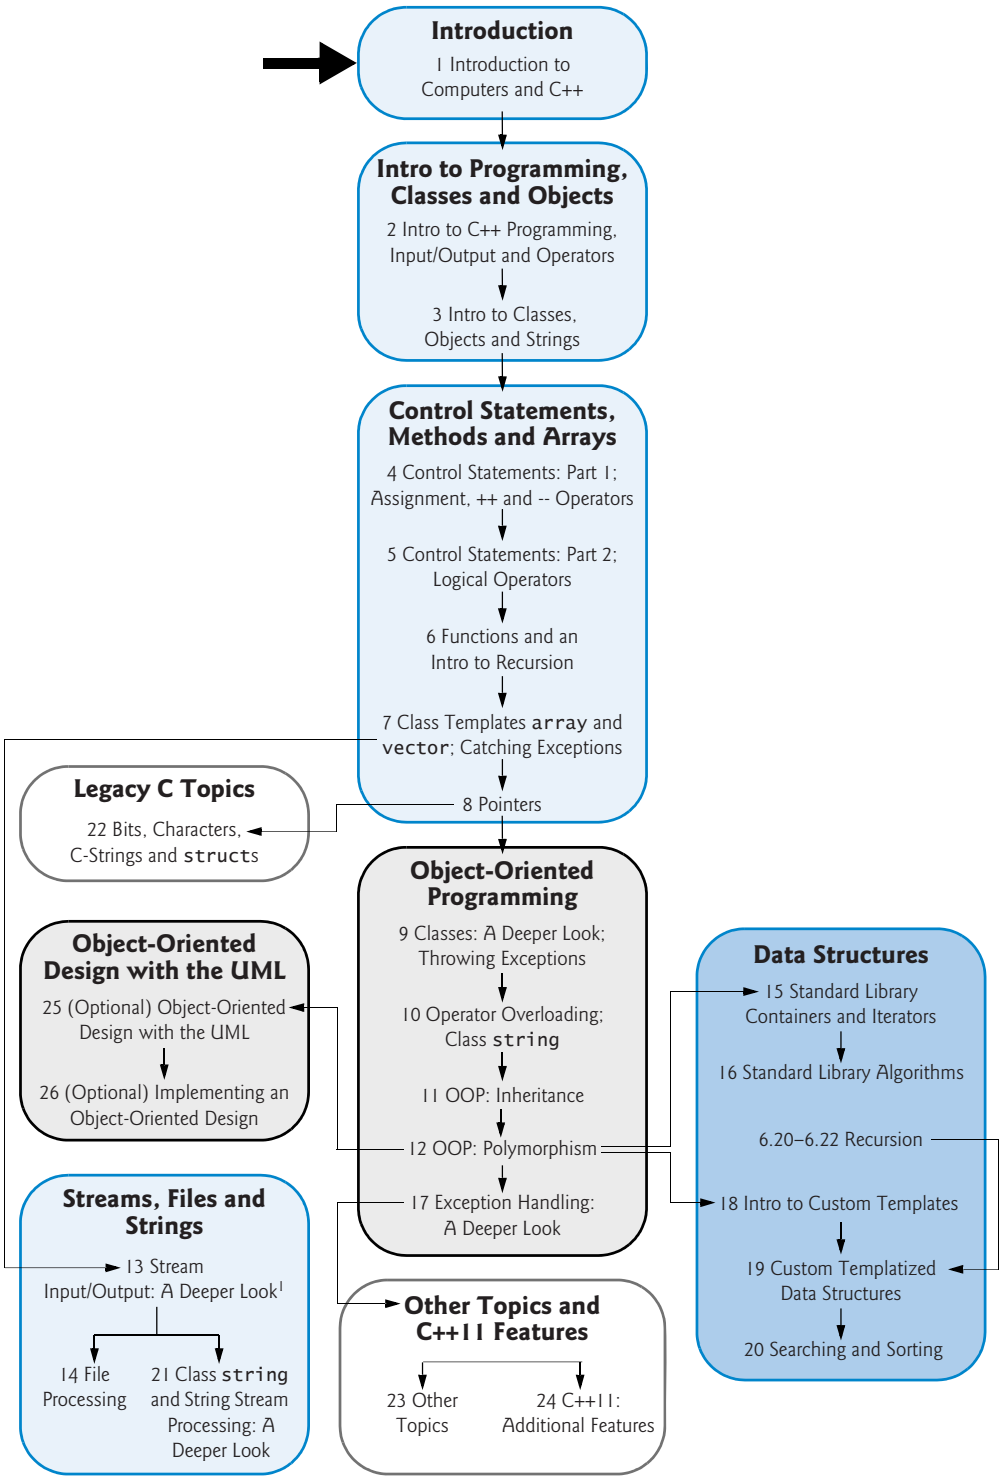 Introduction
1 Introduction to
Computers and C++
Intro to Programming,
Classes and Objects
2 Intro to C++ Programming,
Input/Output and Operators
3 Intro to Classes,
Objects and Strings
Control Statements,
Methods and Arrays
4 Control Statements: Part 1;
Assignment, ++ and -- Operators
5 Control Statements: Part 2;
Logical Operators
6 Functions and an
Intro to Recursion
7 Class Templates array and
vector; Catching Exceptions
8 Pointers
Legacy C Topics
22 Bits, Characters,
C-Strings and structs
Object-Oriented
Programming
9 Classes: A Deeper Look;
Throwing Exceptions
10 Operator Overloading;
Class string
11 OOP: Inheritance
12 OOP: Polymorphism
17 Exception Handling:
A Deeper Look
Object-Oriented
Design with the UML
25 (Optional) Object-Oriented
Design with the UML
26 (Optional) Implementing an
Object-Oriented Design
Data Structures
15 Standard Library
Containers and Iterators
16 Standard Library Algorithms
6.20–6.22 Recursion
18 Intro to Custom Templates
19 Custom Templatized
Data Structures
20 Searching and Sorting
Streams, Files and
Strings
13 Stream
Input/Output: A Deeper Look1
14 File
Processing
21 Class string
and String Stream
Processing: A
Deeper Look
Other Topics and
C++11 Features
23 Other
Topics
24 C++11:
Additional Features